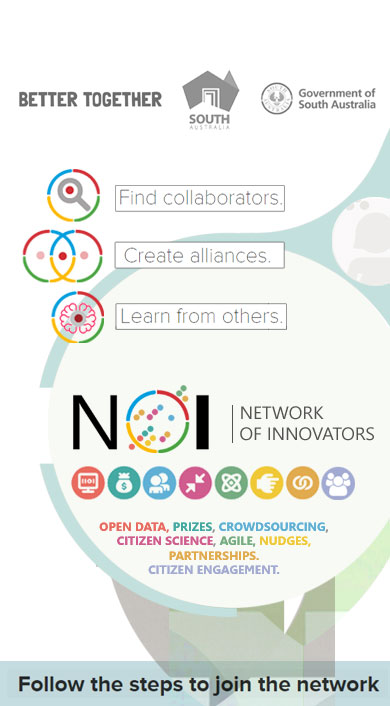 BETTER TOGETHER
SOUTH
AUSTRALIA
Government of
South Australia
Find collaborators.
Create alliances.
Learn from others.
NOI
NETWORK
OF INNOVATORS
OPEN DATA, PRIZES, CROWDSOURCING,
CITIZEN SCIENCE, AGILE, NUDGES,
PARTNERSHIPS.
CITIZEN ENGAGEMENT.
Follow the steps to join the network